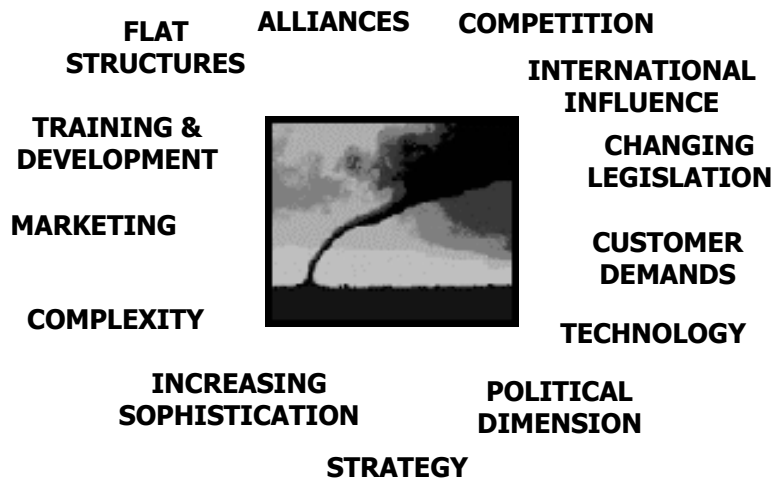 FLAT
STRUCTURES
ALLIANCES
COMPETITION
INTERNATIONAL
INFLUENCE
TRAINING &
DEVELOPMENT
CHANGING
LEGISLATION
MARKETING
CUSTOMER
DEMANDS
COMPLEXITY
TECHNOLOGY
INCREASING
SOPHISTICATION
POLITICAL
DIMENSION
STRATEGY